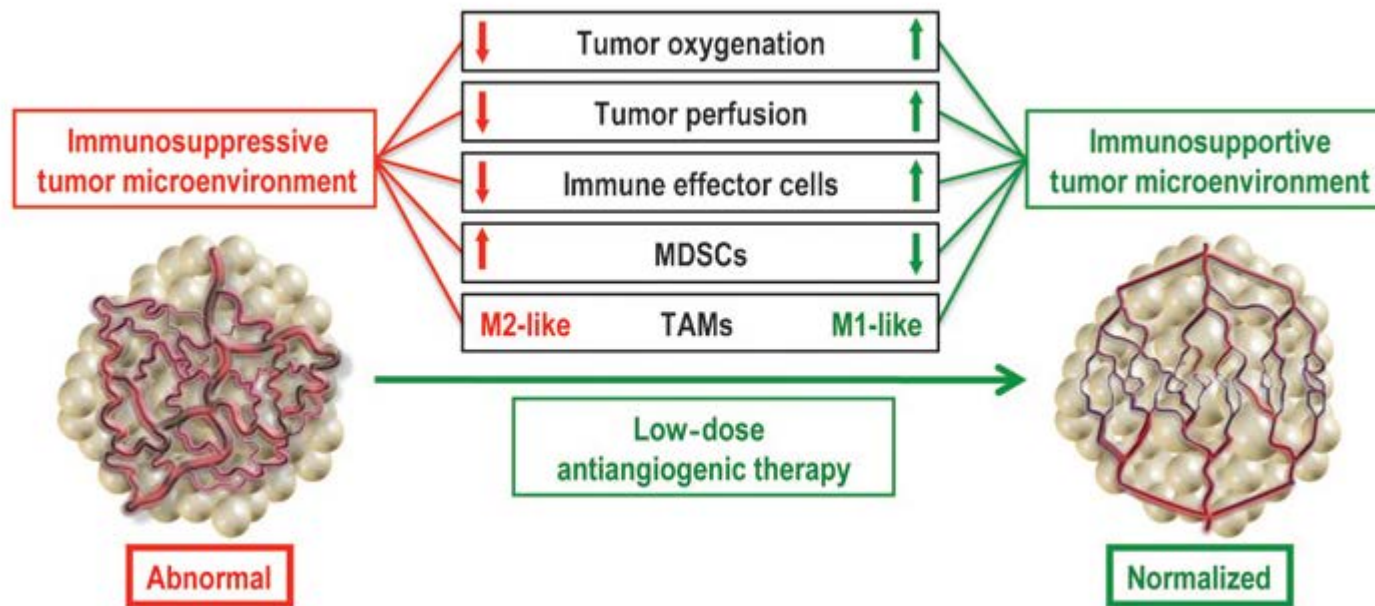 Tumor oxygenation
Tumor perfusion
Immune effector cells
MDSCs
M2-like TAMs M1-like
Immunosuppressive
tumor microenvironment
Immunosupportive
tumor microenvironment
Low-dose
antiangiogenic therapy
Abnormal
Normalized